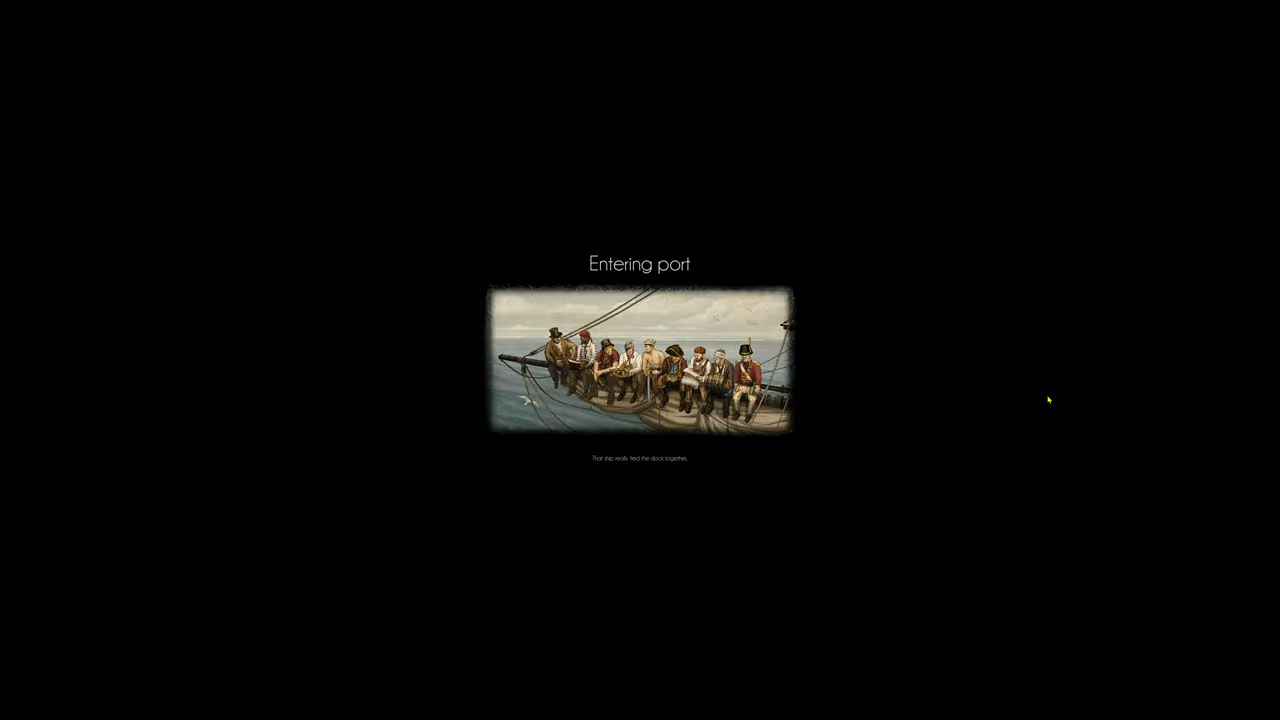 Entering port
That ship really tied the dock together.